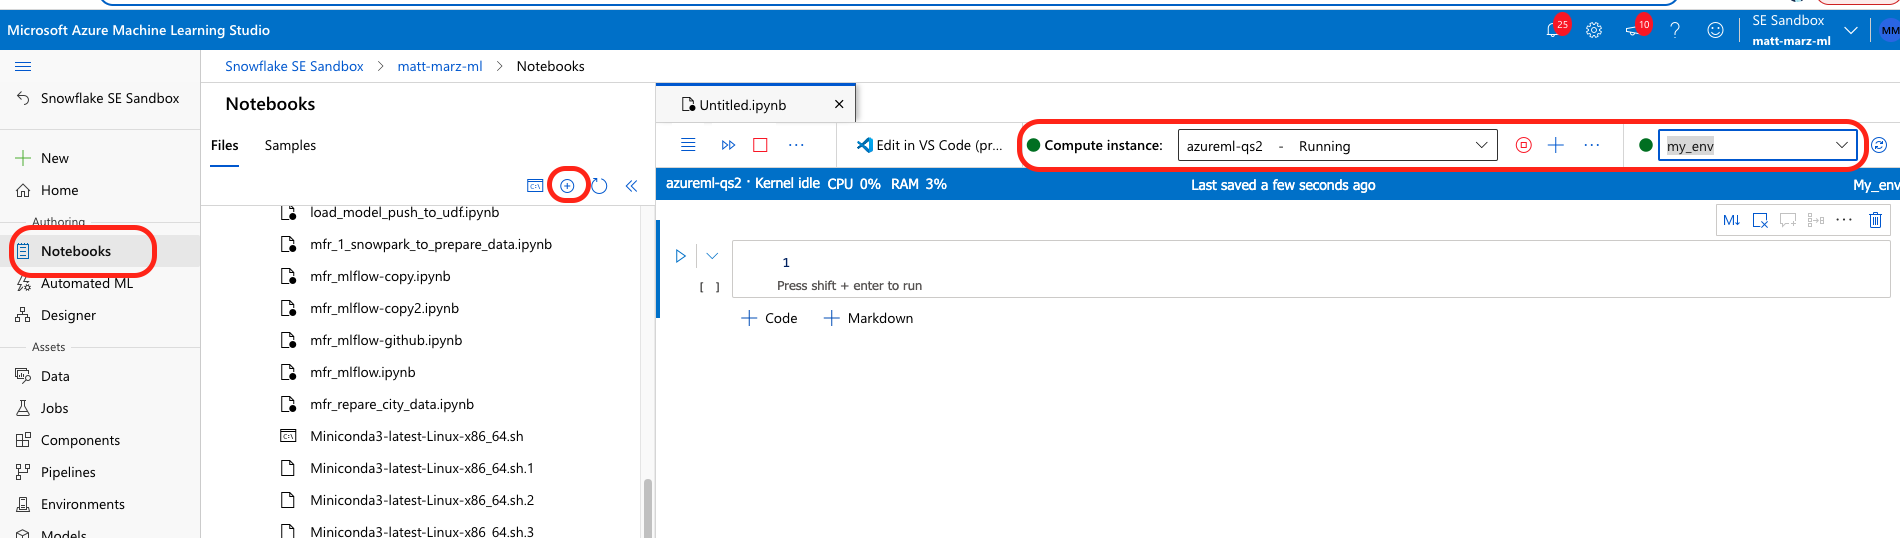 Microsoft Azure Machine Learning Studio
25
10
SE Sandbox
matt-marz-ml
MM
Snowflake SE Sandbox
New
Home
Authoring
Notebooks
Automated ML
Designer
Assets
Data
Jobs
Components
Pipelines
Environments
Models
Snowflake SE Sandbox > matt-marz-ml > Notebooks
Notebooks
Files Samples
load_model_push_to_udf.ipynb
mfr_1_snowpark_to_prepare_data.ipynb
mfr_mlflow-copy.ipynb
mfr_mlflow-copy2.ipynb
mfr_mlflow-github.ipynb
mfr_mlflow.ipynb
mfr_repare_city_data.ipynb
Miniconda3-latest-Linux-x86_64.sh
Miniconda3-latest-Linux-x86_64.sh.1
Miniconda3-latest-Linux-x86_64.sh.2
Miniconda3-latest-Linux-x86_64.sh.3
Untitled.ipynb
Edit in VS Code (pr... Compute instance: azureml-qs2 - Running my_env
azureml-qs2 · Kernel idle CPU 0% RAM 3% Last saved a few seconds ago My_env
M↓
1
[ ] Press shift + enter to run
+ Code + Markdown